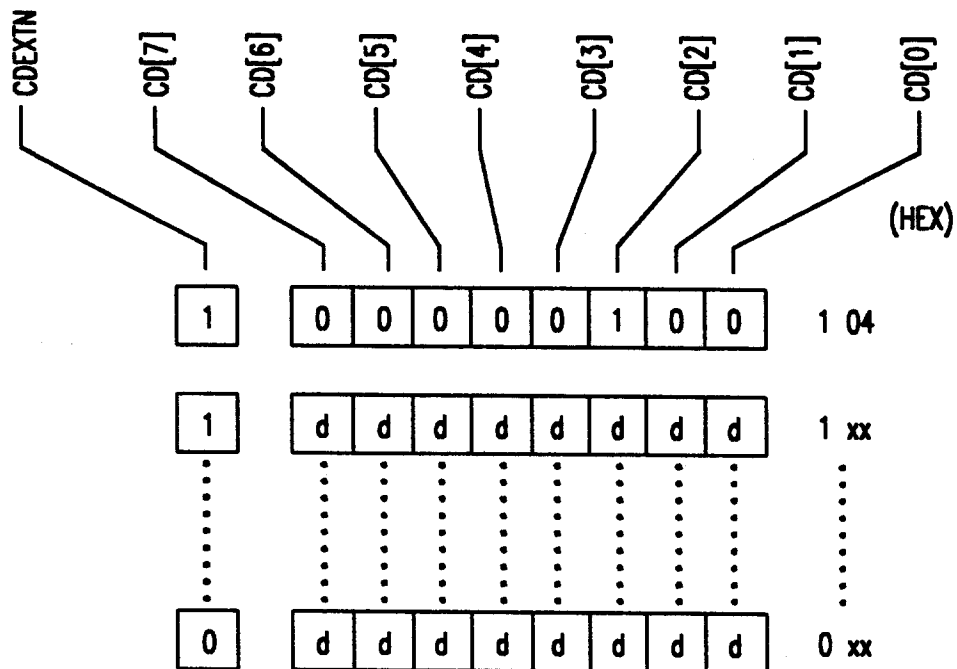 CDEXTN CD[7] CD[6] CD[5] CD[4] CD[3] CD[2] CD[1] CD[0]
(HEX)
1 0 0 0 0 0 1 0 0 1 04
1 d d d d d d d d 1 xx
0 d d d d d d d d 0 xx